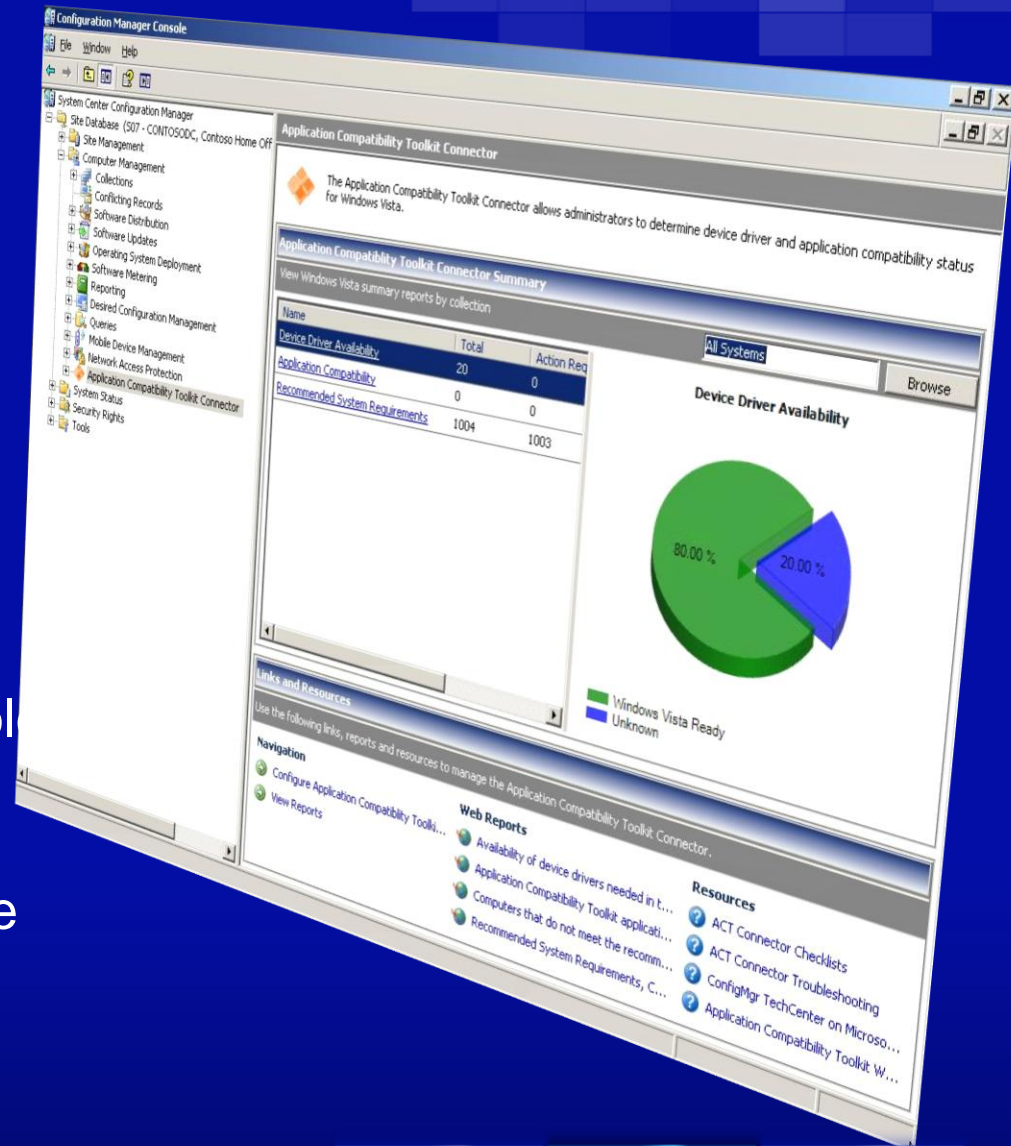 Configuration Manager Console
File Window Help
System Center Configuration Manager
Site Database (S07 - CONTOSODC, Contoso Home Off
Site Management
Computer Management
Collections
Conflicting Records
Software Distribution
Software Updates
Operating System Deployment
Software Metering
Reporting
Desired Configuration Management
Queries
Mobile Device Management
Network Access Protection
Application Compatibility Toolkit Connector
System Status
Security Rights
Tools
Application Compatibility Toolkit Connector
The Application Compatibility Toolkit Connector allows administrators to determine device driver and application compatibility status
for Windows Vista.
Application Compatiblity Toolkit Connector Summary
View Windows Vista summary reports by collection
All Systems
Browse
Name Total Action Req
Device Driver Availability 20 0
Application Compatibility 0 0
Recommended System Requirements 1004 1003
Device Driver Availability
80.00 %
20.00 %
Windows Vista Ready
Unknown
Links and Resources
Use the following links, reports and resources to manage the Application Compatibility Toolkit Connector.
Navigation
Configure Application Compatibility Toolki...
View Reports
Web Reports
Availability of device drivers needed in t...
Application Compatibility Toolkit applicati...
Computers that do not meet the recomm...
Recommended System Requirements, C...
Resources
ACT Connector Checklists
ACT Connector Troubleshooting
ConfigMgr TechCenter on Microso...
Application Compatibility Toolkit W...
e